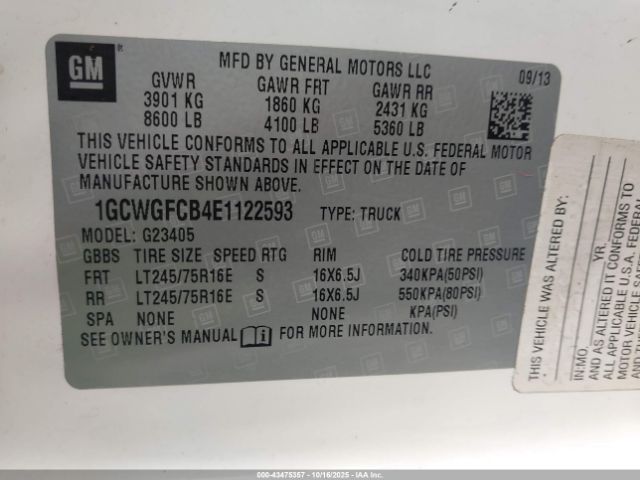 GM
MFD BY GENERAL MOTORS LLC
09/13
GVWR GAWR FRT GAWR RR
3901 KG 1860 KG 2431 KG
8600 LB 4100 LB 5360 LB
THIS VEHICLE CONFORMS TO ALL APPLICABLE U.S. FEDERAL MOTOR
VEHICLE SAFETY STANDARDS IN EFFECT ON THE DATE OF
MANUFACTURE SHOWN ABOVE.
1GCWGFCB4E1122593 TYPE: TRUCK
MODEL: G23405
GBBS TIRE SIZE SPEED RTG RIM COLD TIRE PRESSURE
FRT LT245/75R16E S 16X6.5J 340KPA(50PSI)
RR LT245/75R16E S 16X6.5J 550KPA(80PSI)
SPA NONE NONE KPA(PSI)
SEE OWNER'S MANUAL FOR MORE INFORMATION.
THIS VEHICLE WAS ALTERED BY:
IN:MO. YR.
AND AS ALTERED IT CONFORMS
ALL APPLICABLE U.S.A. FEDERAL
000-43475357 - 10/16/2025 - IAA Inc.